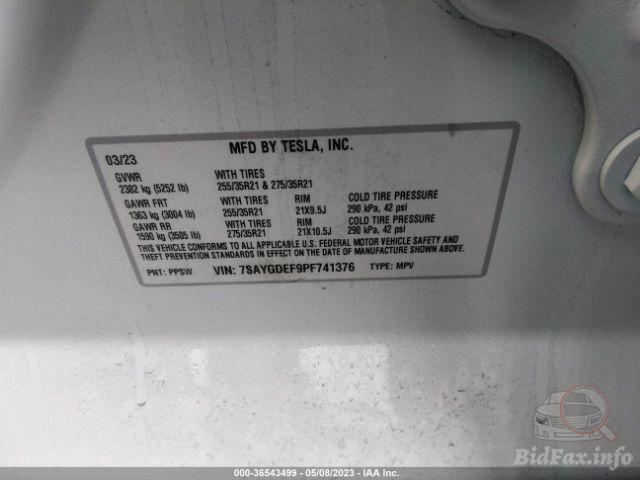 MFD BY TESLA, INC.
03/23
GVWR WITH TIRES
2382 kg (5252 lb) 255/35R21 & 275/35R21
GAWR FRT WITH TIRES RIM COLD TIRE PRESSURE
1363 kg (3004 lb) 255/35R21 21X9.5J 290 kPa, 42 psi
GAWR RR WITH TIRES RIM COLD TIRE PRESSURE
1590 kg (3505 lb) 275/35R21 21X10.5J 290 kPa, 42 psi
THIS VEHICLE CONFORMS TO ALL APPLICABLE U.S. FEDERAL MOTOR VEHICLE SAFETY AND
THEFT PREVENTION STANDARDS IN EFFECT ON THE DATE OF MANUFACTURE SHOWN ABOVE.
PNT: PPSW VIN: 7SAYGDEF9PF741376 TYPE: MPV
BidFax.info
000-36543499 - 05/08/2023 - IAA Inc.